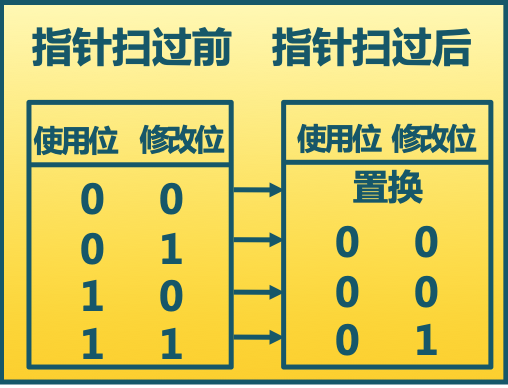 指针扫过前 指针扫过后
使用位 修改位 使用位 修改位
0 0 置换
0 1 0 0
1 0 0 0
1 1 0 1